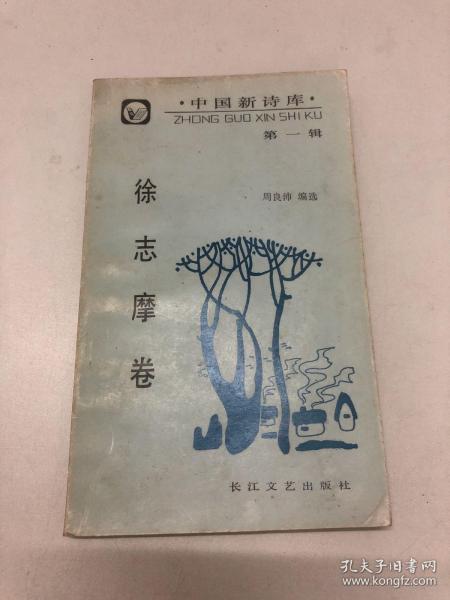 ·中国新诗库·
ZHONG GUO XIN SHI KU
第一辑
周良沛 编选
徐志摩卷
长江文艺出版社
孔夫子旧书网
www.kongfz.com